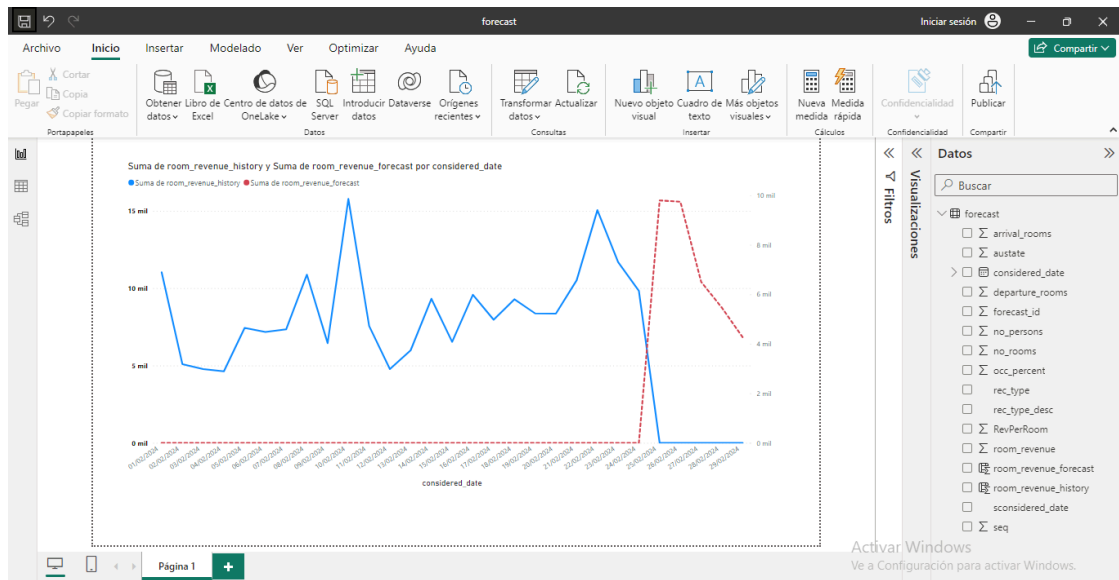 forecast
Iniciar sesión
Archivo Inicio Insertar Modelado Ver Optimizar Ayuda
Compartir
Pegar
Cortar
Copia
Copiar formato
Portapapeles
Obtener datos
Libro de Excel
Centro de datos de OneLake
SQL Server
Introducir datos
Dataverse
Orígenes recientes
Datos
Transformar datos
Actualizar
Consultas
Nuevo objeto visual
Cuadro de texto
Más objetos visuales
Insertar
Nueva medida
Medida rápida
Cálculos
Confidencialidad
Confidencialidad
Publicar
Compartir
Suma de room_revenue_history y Suma de room_revenue_forecast por considered_date
Suma de room_revenue_history Suma de room_revenue_forecast
15 mil
10 mil
5 mil
0 mil
10 mil
8 mil
6 mil
4 mil
2 mil
0 mil
01/02/2024
02/02/2024
03/02/2024
04/02/2024
05/02/2024
06/02/2024
07/02/2024
08/02/2024
09/02/2024
10/02/2024
11/02/2024
12/02/2024
13/02/2024
14/02/2024
15/02/2024
16/02/2024
17/02/2024
18/02/2024
19/02/2024
20/02/2024
21/02/2024
22/02/2024
23/02/2024
24/02/2024
25/02/2024
26/02/2024
27/02/2024
28/02/2024
29/02/2024
considered_date
Filtros
Visualizaciones
Datos
Buscar
forecast
arrival_rooms
austate
considered_date
departure_rooms
forecast_id
no_persons
no_rooms
occ_percent
rec_type
rec_type_desc
RevPerRoom
room_revenue
room_revenue_forecast
room_revenue_history
sconsidered_date
seq
Activar Windows
Ve a Configuración para activar Windows.
Página 1